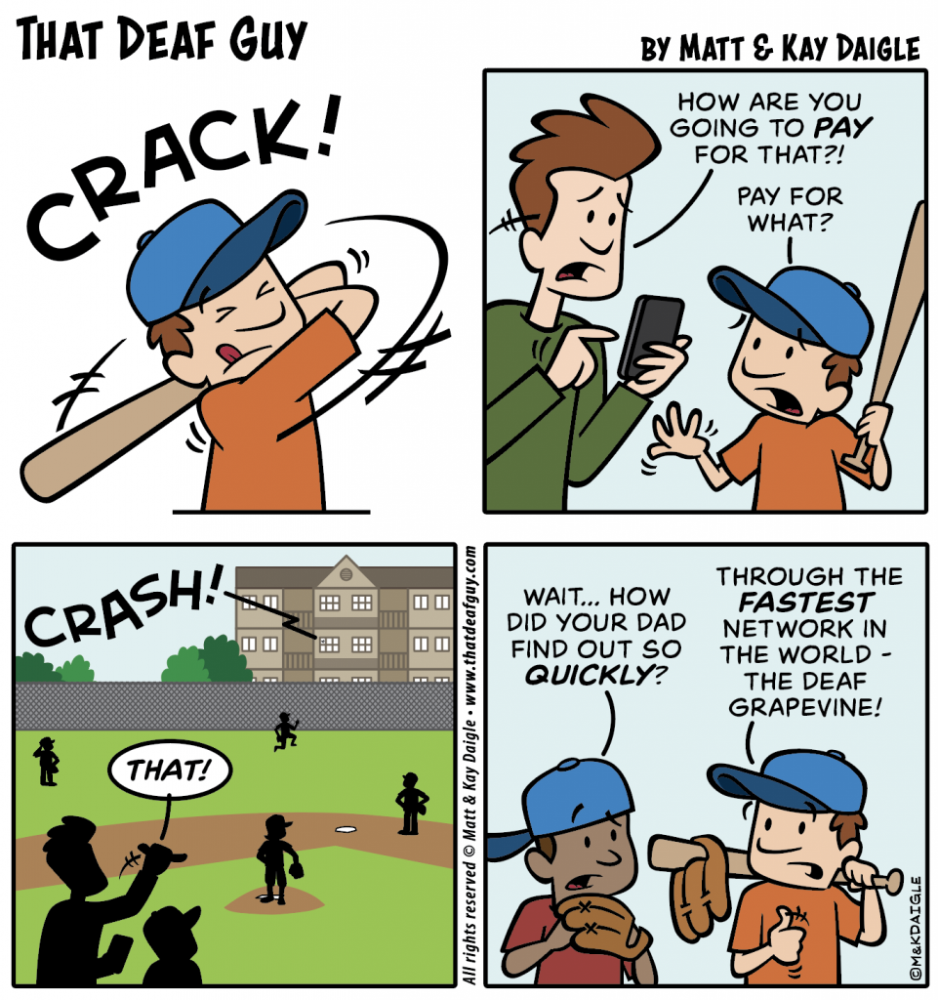 THAT DEAF GUY
BY MATT & KAY DAIGLE
CRACK!
HOW ARE YOU
GOING TO PAY
FOR THAT?!
PAY FOR
WHAT?
CRASH!
THAT!
All rights reserved © Matt & Kay Daigle • www.thatdeafguy.com
WAIT... HOW
DID YOUR DAD
FIND OUT SO
QUICKLY?
THROUGH THE
FASTEST
NETWORK IN
THE WORLD -
THE DEAF
GRAPEVINE!
©M&KDAIGLE